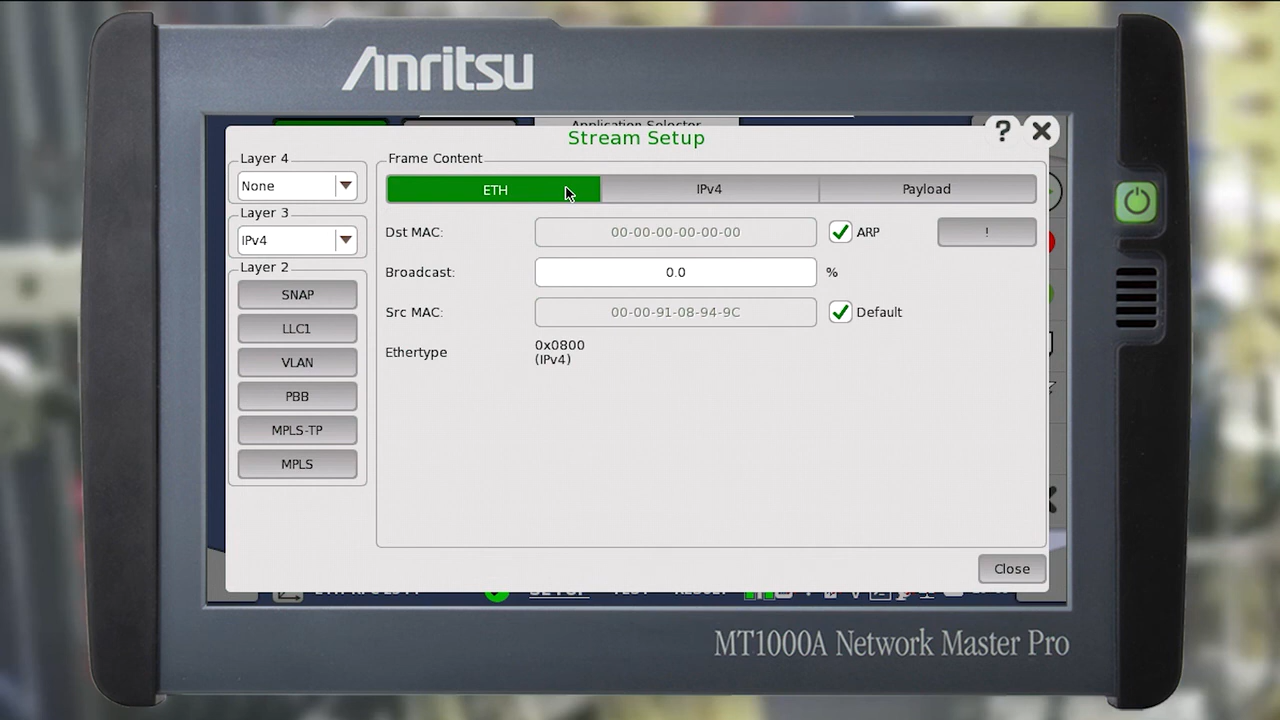 Anritsu
Application Selector
Stream Setup
? X
Layer 4
None
Layer 3
IPv4
Layer 2
SNAP
LLC1
VLAN
PBB
MPLS-TP
MPLS
Frame Content
ETH IPv4 Payload
Dst MAC: 00-00-00-00-00-00 ARP !
Broadcast: 0.0 %
Src MAC: 00-00-91-08-94-9C Default
Ethertype 0x0800
(IPv4)
Close
MT1000A Network Master Pro